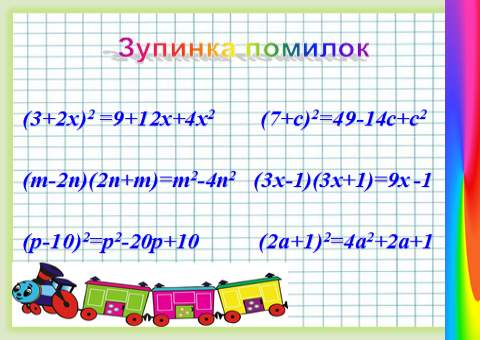 Зупинка помилок
(3+2x)²=9+12x+4x² (7+c)²=49-14c+c²
(m-2n)(2n+m)=m²-4n² (3x-1)(3x+1)=9x-1
(p-10)²=p²-20p+10 (2a+1)²=4a²+2a+1